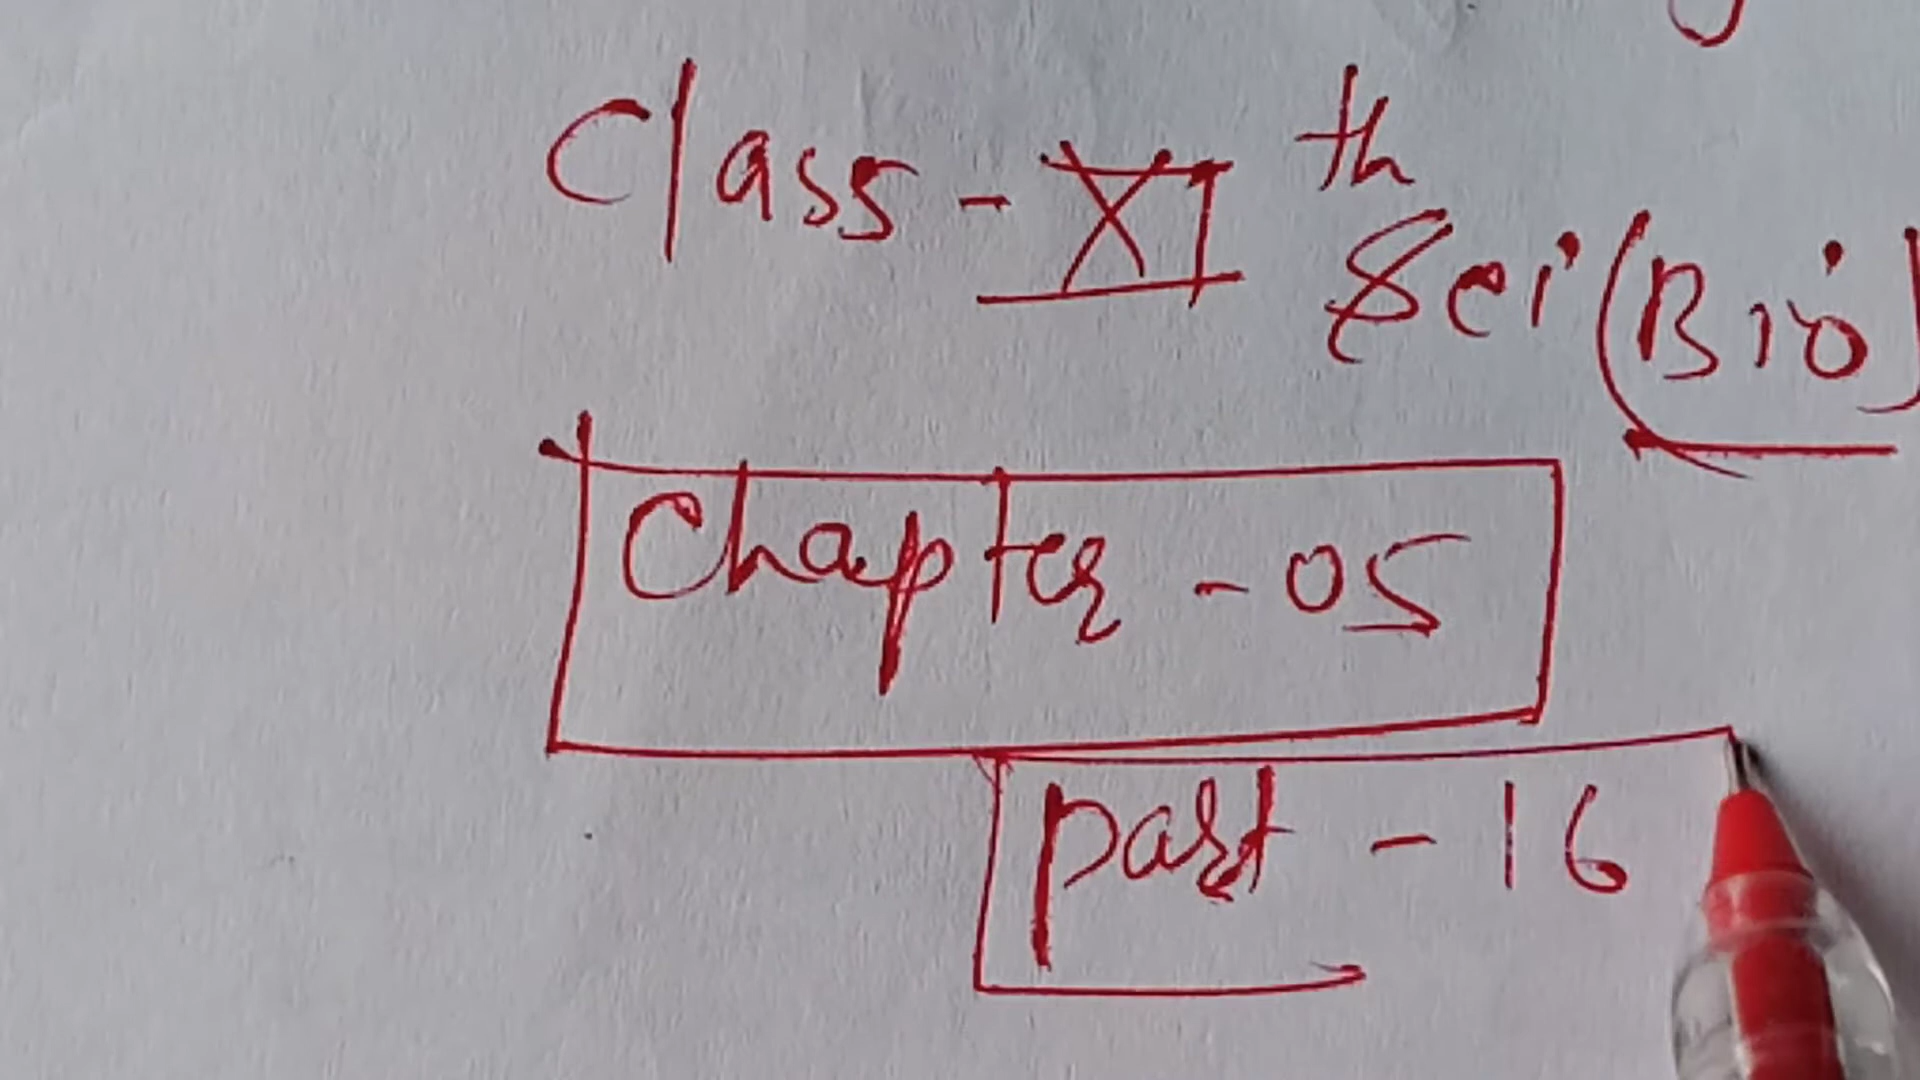 Class - XI th
Sci (Bio)
Chapter - 05
part - 16